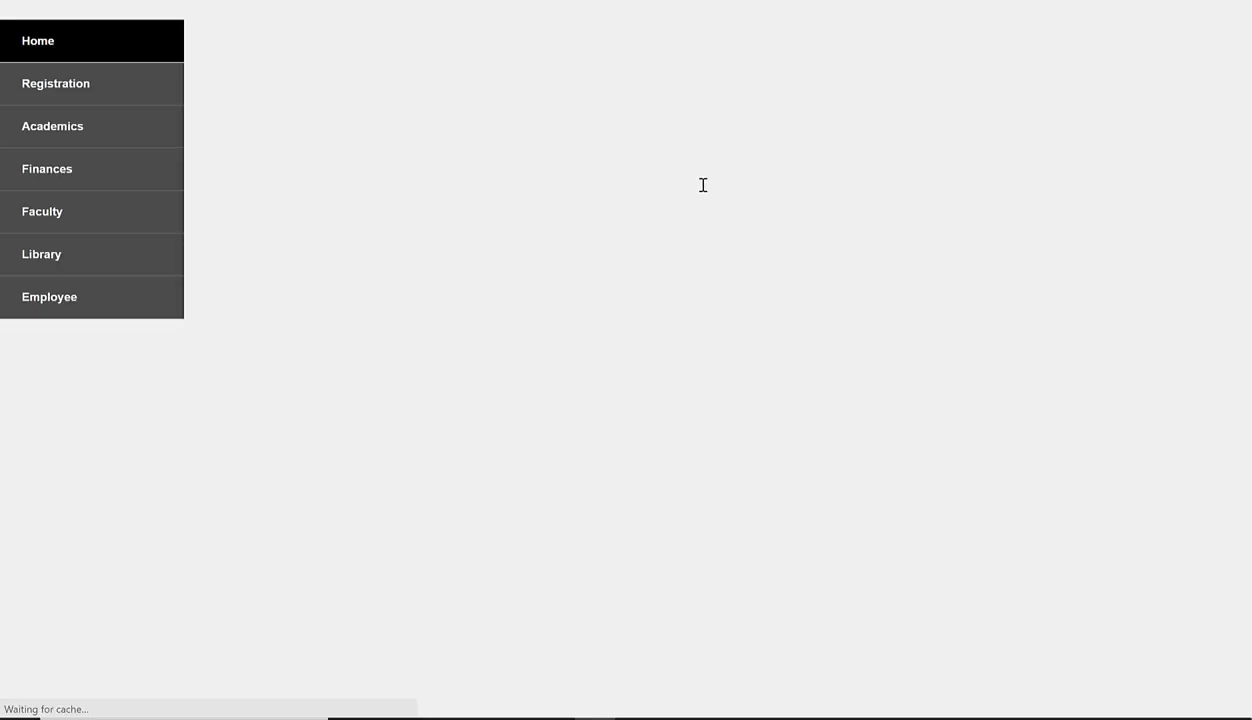 Home
Registration
Academics
Finances
Faculty
Library
Employee
Waiting for cache...